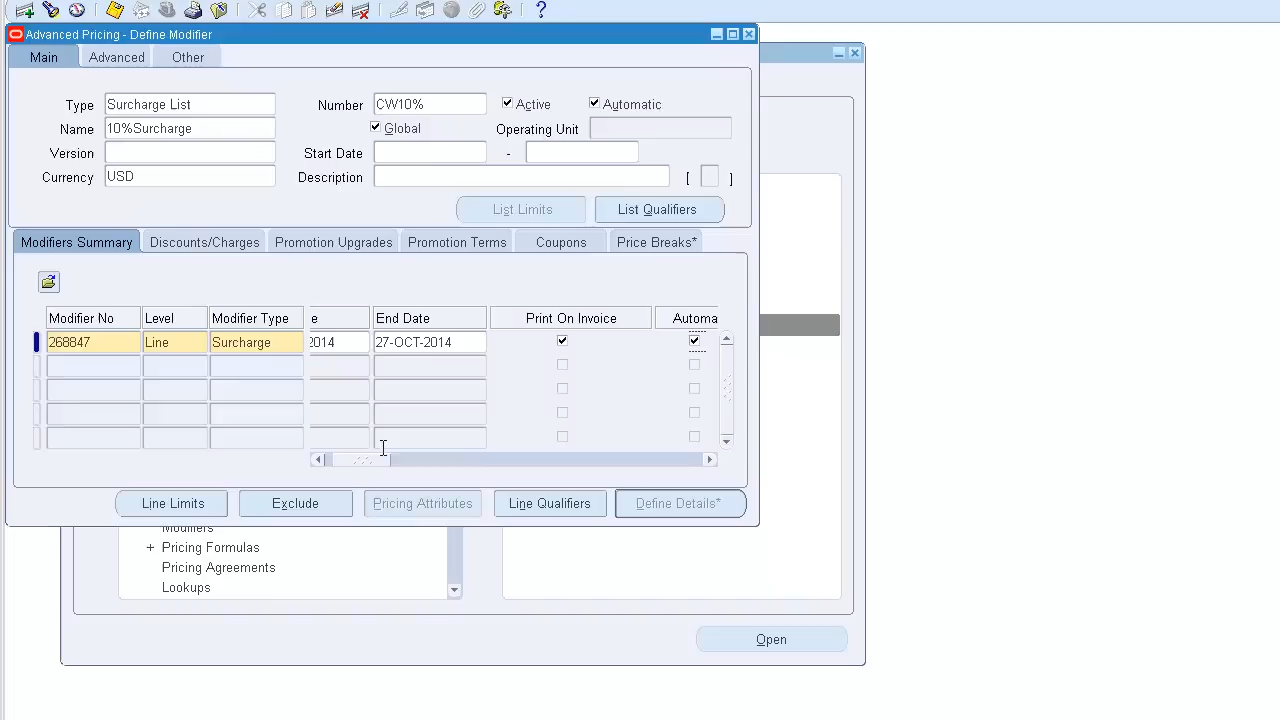 ?
Advanced Pricing - Define Modifier
Main Advanced Other
Type Surcharge List Number CW10% Active Automatic
Name 10%Surcharge Global Operating Unit
Version Start Date -
Currency USD Description [ ]
List Limits List Qualifiers
Modifiers Summary Discounts/Charges Promotion Upgrades Promotion Terms Coupons Price Breaks*
Modifier No Level Modifier Type e End Date Print On Invoice Automa
268847 Line Surcharge 2014 27-OCT-2014
Line Limits Exclude Pricing Attributes Line Qualifiers Define Details*
Modifiers
+ Pricing Formulas
Pricing Agreements
Lookups
Open